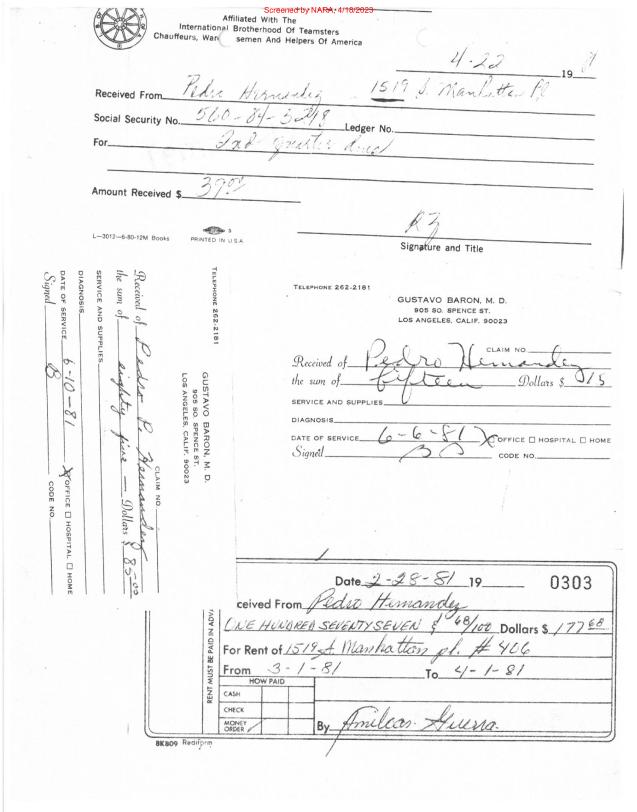 Screened by NARA, 4/18/2023
Affiliated With The
International Brotherhood Of Teamsters
Chauffeurs, Ware semen And Helpers Of America
4-22 1981
Received From Pedro Hernandez 1519 S. Manhattan Pl
Social Security No. 560-84-3298 Ledger No.
For 2nd quarter dues
Amount Received $ 39.00
RZ
Signature and Title
L-3012-6-80-12M Books PRINTED IN U.S.A. 3
TELEPHONE 262-2181
GUSTAVO BARON, M. D.
905 SO. SPENCE ST.
LOS ANGELES, CALIF. 90023
CLAIM NO.
Received of Pedro P. Hernandez
the sum of eighty five — Dollars $ 85.00
SERVICE AND SUPPLIES
DIAGNOSIS
DATE OF SERVICE 6-10-81 X OFFICE □ HOSPITAL □ HOME
Signed B CODE NO.
TELEPHONE 262-2181
GUSTAVO BARON, M. D.
905 SO. SPENCE ST.
LOS ANGELES, CALIF. 90023
CLAIM NO.
Received of Pedro Hernandez
the sum of fifteen Dollars $ 15
SERVICE AND SUPPLIES
DIAGNOSIS
DATE OF SERVICE 6-6-81 X OFFICE □ HOSPITAL □ HOME
Signed CODE NO.
Date 2-28-81 19 0303
ceived From Pedro Hernandez
ONE HUNDRED SEVENTY SEVEN $ 68/100 Dollars $ 177 68
For Rent of 1519 S. Manhattan pl. # 406
From 3-1-81 To 4-1-81
RENT MUST BE PAID IN ADV
HOW PAID
CASH
CHECK
MONEY ORDER
By Amilcar Guerra
8K809 Rediform